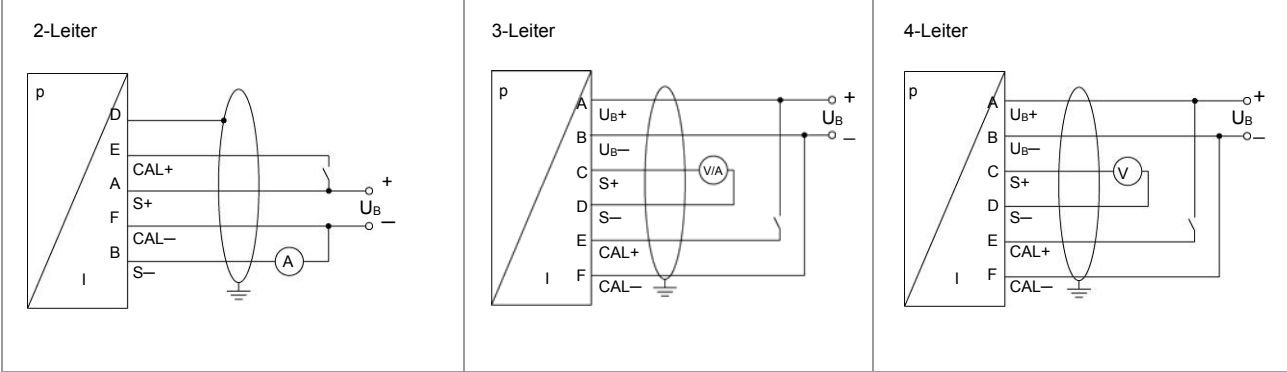 2-Leiter
p
D
E
CAL+
A
S+
F
CAL−
B
S−
I
A
+
UB
−
3-Leiter
p
A
UB+
B
UB−
C
S+
D
S−
E
CAL+
F
CAL−
I
V/A
+
UB
−
4-Leiter
p
A
UB+
B
UB−
C
S+
D
S−
E
CAL+
F
CAL−
I
V
+
UB
−